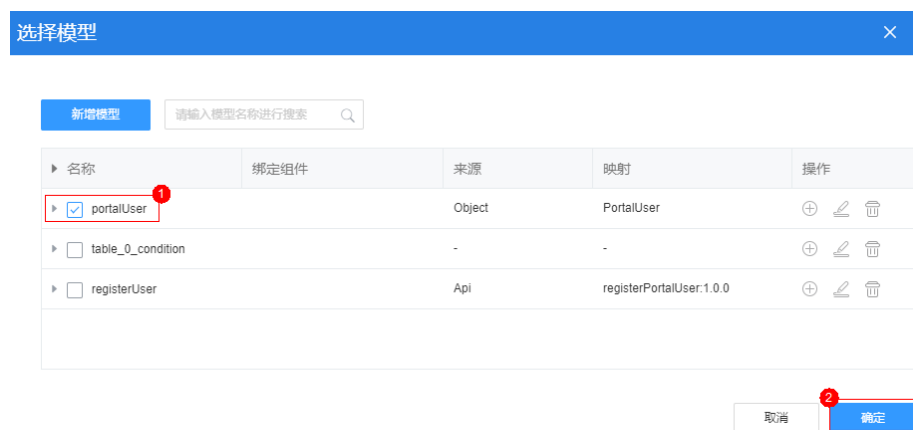 选择模型
新增模型 请输入模型名称进行搜索
名称 绑定组件 来源 映射 操作
1
portalUser Object PortalUser
table_0_condition - -
registerUser Api registerPortalUser:1.0.0
2
取消 确定